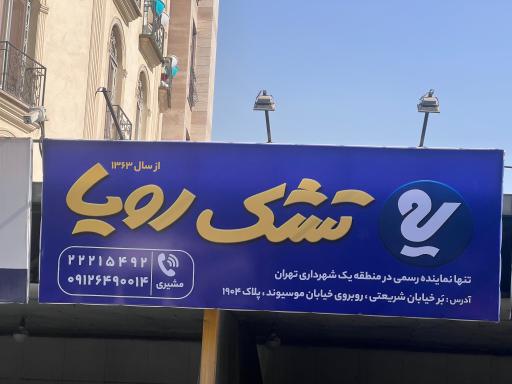 از سال ۱۳۶۳
تشک رویا
تنها نماینده رسمی در منطقه یک شهرداری تهران
آدرس: بَر خیابان شریعتی ، روبروی خیابان موسیوند ، پلاک ۱۹۰۴
۲۲۲۱۵۴۹۲
۰۹۱۲۶۴۹۰۰۱۴
مشیری